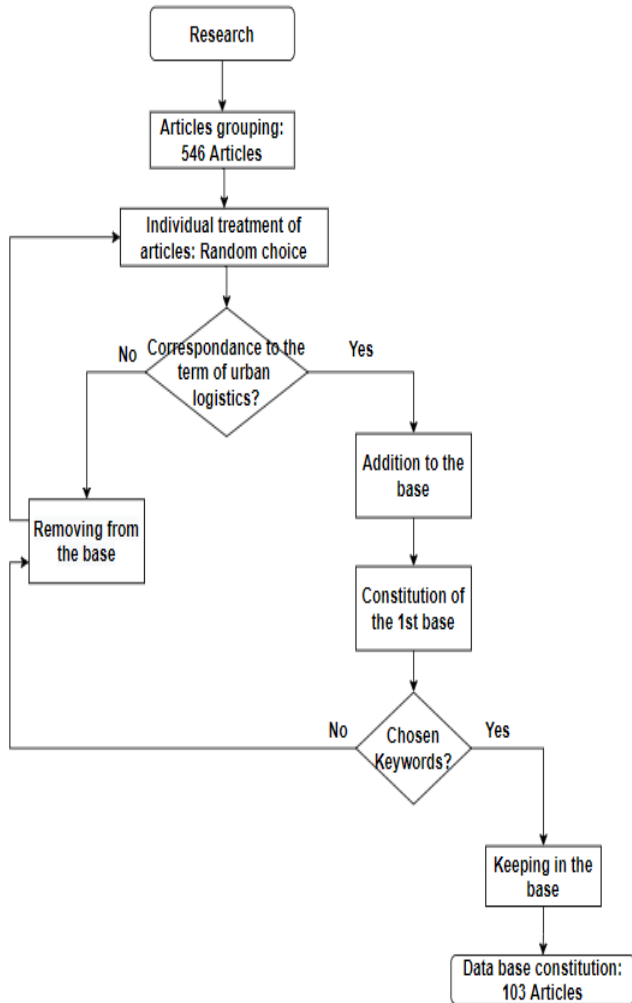 Research
Articles grouping:
546 Articles
Individual treatment of
articles: Random choice
No
Correspondance to the
term of urban
logistics?
Yes
Addition to the
base
Removing from
the base
Constitution of
the 1st base
No
Chosen
Keywords?
Yes
Keeping in the
base
Data base constitution:
103 Articles